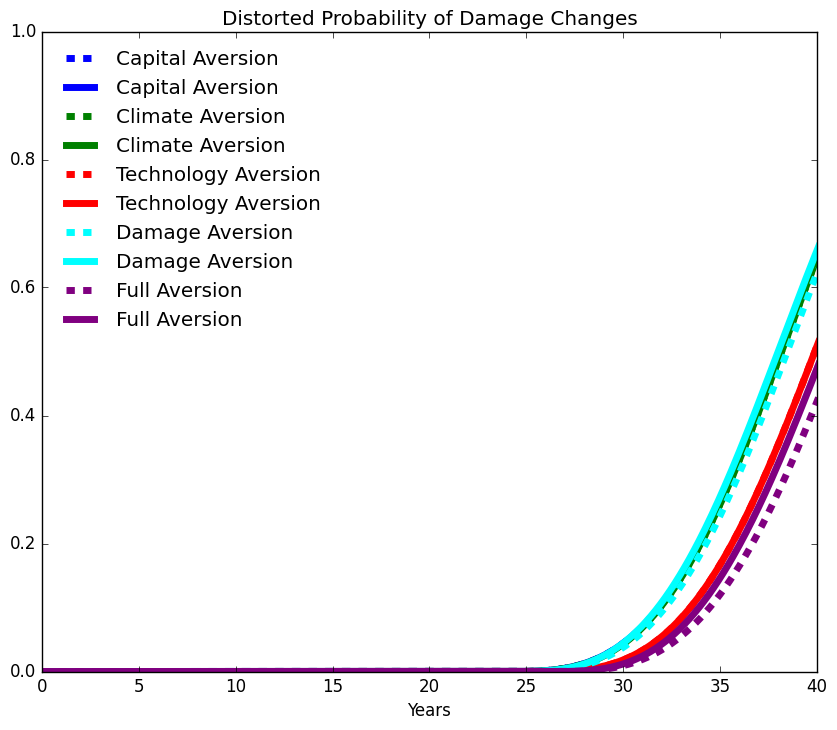 Distorted Probability of Damage Changes
1.0
0.8
0.6
0.4
0.2
0.0
Capital Aversion
Capital Aversion
Climate Aversion
Climate Aversion
Technology Aversion
Technology Aversion
Damage Aversion
Damage Aversion
Full Aversion
Full Aversion
0 5 10 15 20 25 30 35 40
Years